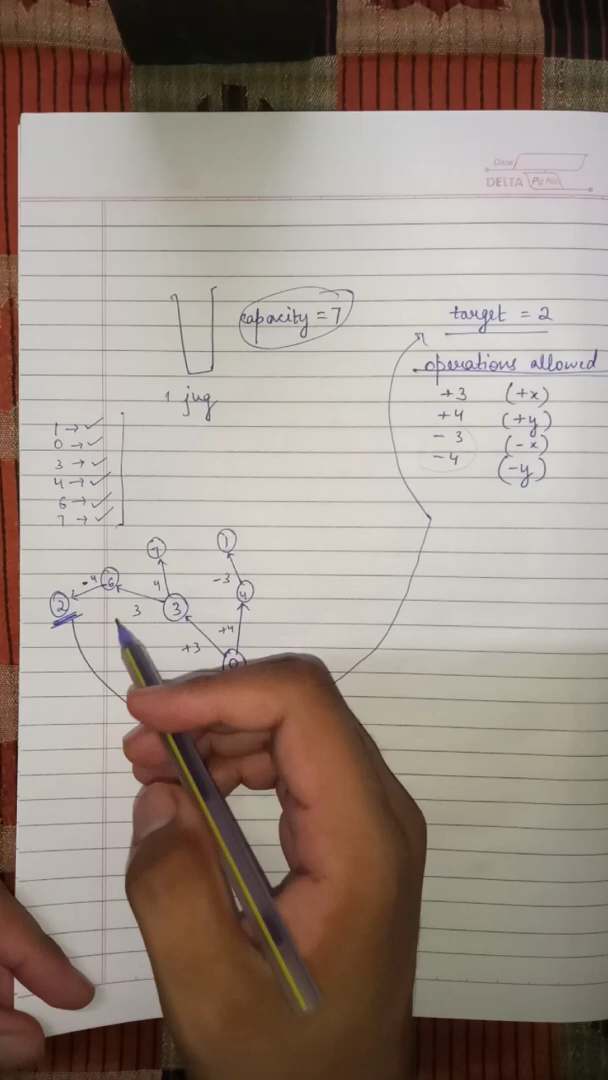 Date
DELTA Pg No
capacity = 7
target = 2
1 jug
operations allowed
+3 (+x)
+4 (+y)
-3 (-x)
-4 (-y)
1 → ✓
0 → ✓
3 → ✓
4 → ✓
6 → ✓
7 → ✓
7
1
-4
6
4
-3
4
2
3
3
+4
+3
0